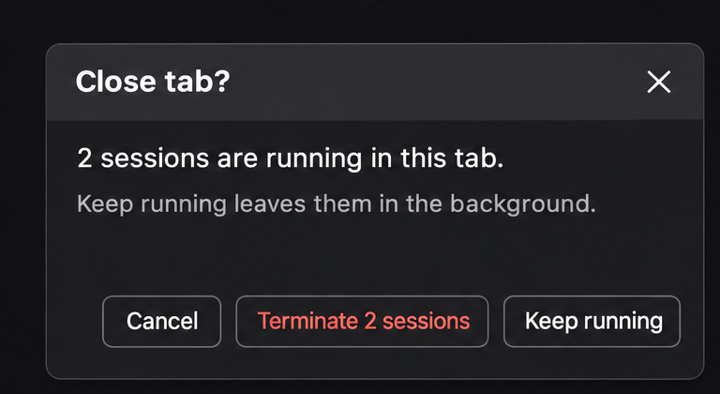 Close tab?
2 sessions are running in this tab.
Keep running leaves them in the background.
Cancel
Terminate 2 sessions
Keep running